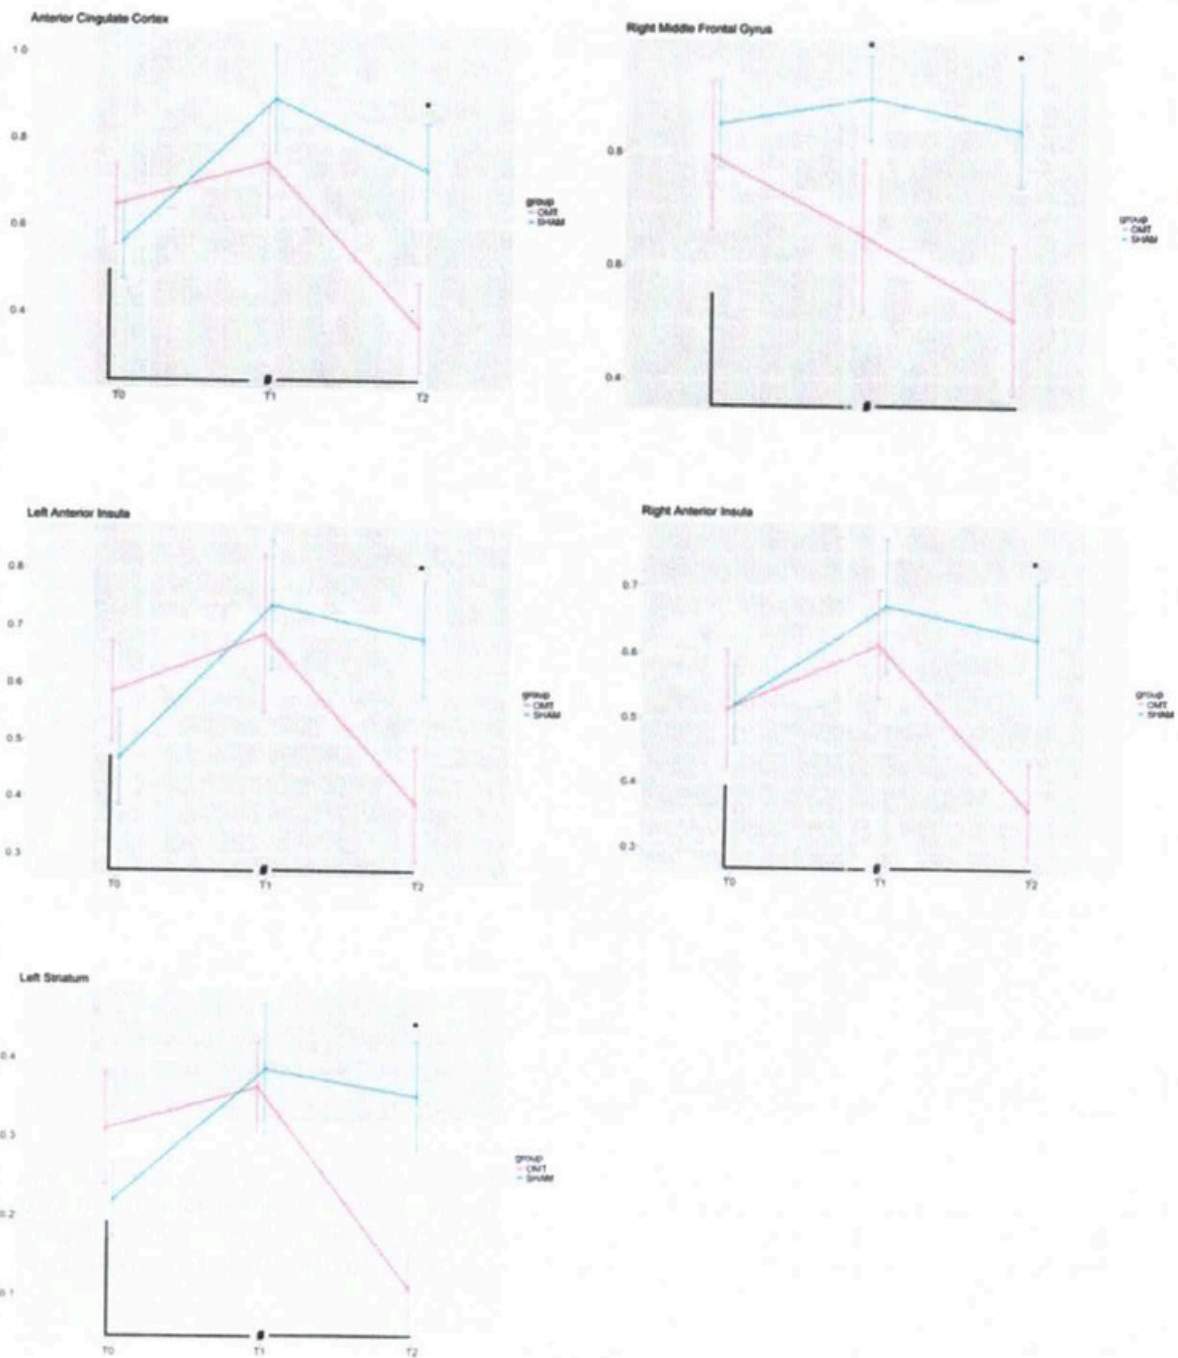 Anterior Cingulate Cortex
1.0
0.8
0.6
0.4
T0
T1
T2
group
OMT
SHAM
Right Middle Frontal Gyrus
0.8
0.6
0.4
group
OMT
SHAM
Left Anterior Insula
0.8
0.7
0.6
0.5
0.4
0.3
T0
T1
T2
group
OMT
SHAM
Right Anterior Insula
0.7
0.6
0.5
0.4
0.3
T0
T1
T2
group
OMT
SHAM
Left Striatum
0.4
0.3
0.2
0.1
T0
T1
T2
group
OMT
SHAM